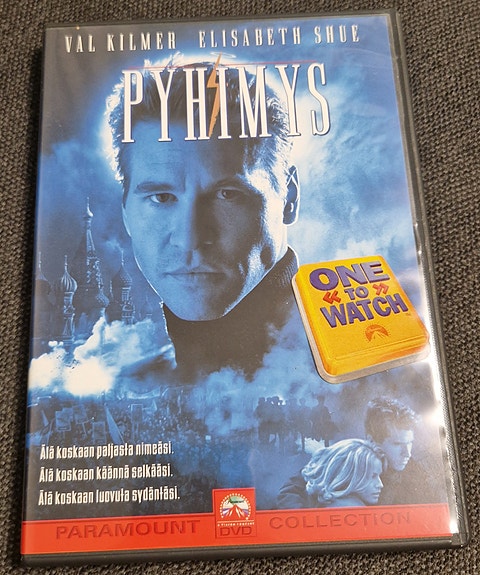 VAL KILMER ELISABETH SHUE
PYHIMYS
ONE
« TO »
WATCH
Älä koskaan paljasta nimeäsi.
Älä koskaan käännä selkääsi.
Älä koskaan luovuta sydäntäsi.
PARAMOUNT DVD COLLECTION